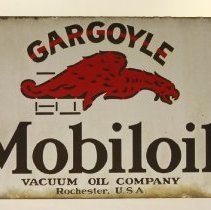 GARGOYLE
Mobiloil
VACUUM OIL COMPANY
Rochester, U.S.A.